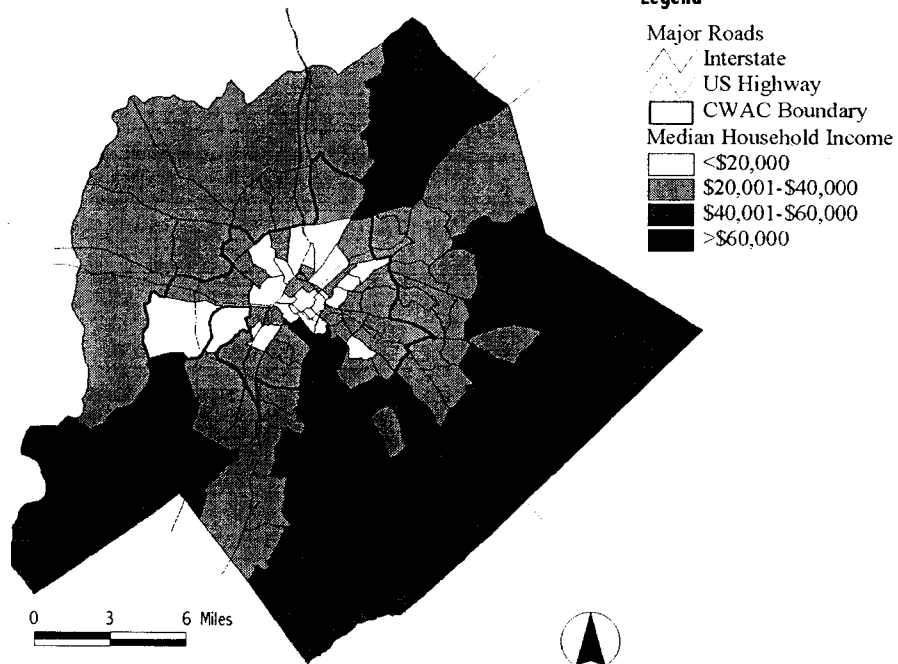 Legend
Major Roads
Interstate
US Highway
CWAC Boundary
Median Household Income
<$20,000
$20,001-$40,000
$40,001-$60,000
>$60,000
0 3 6 Miles